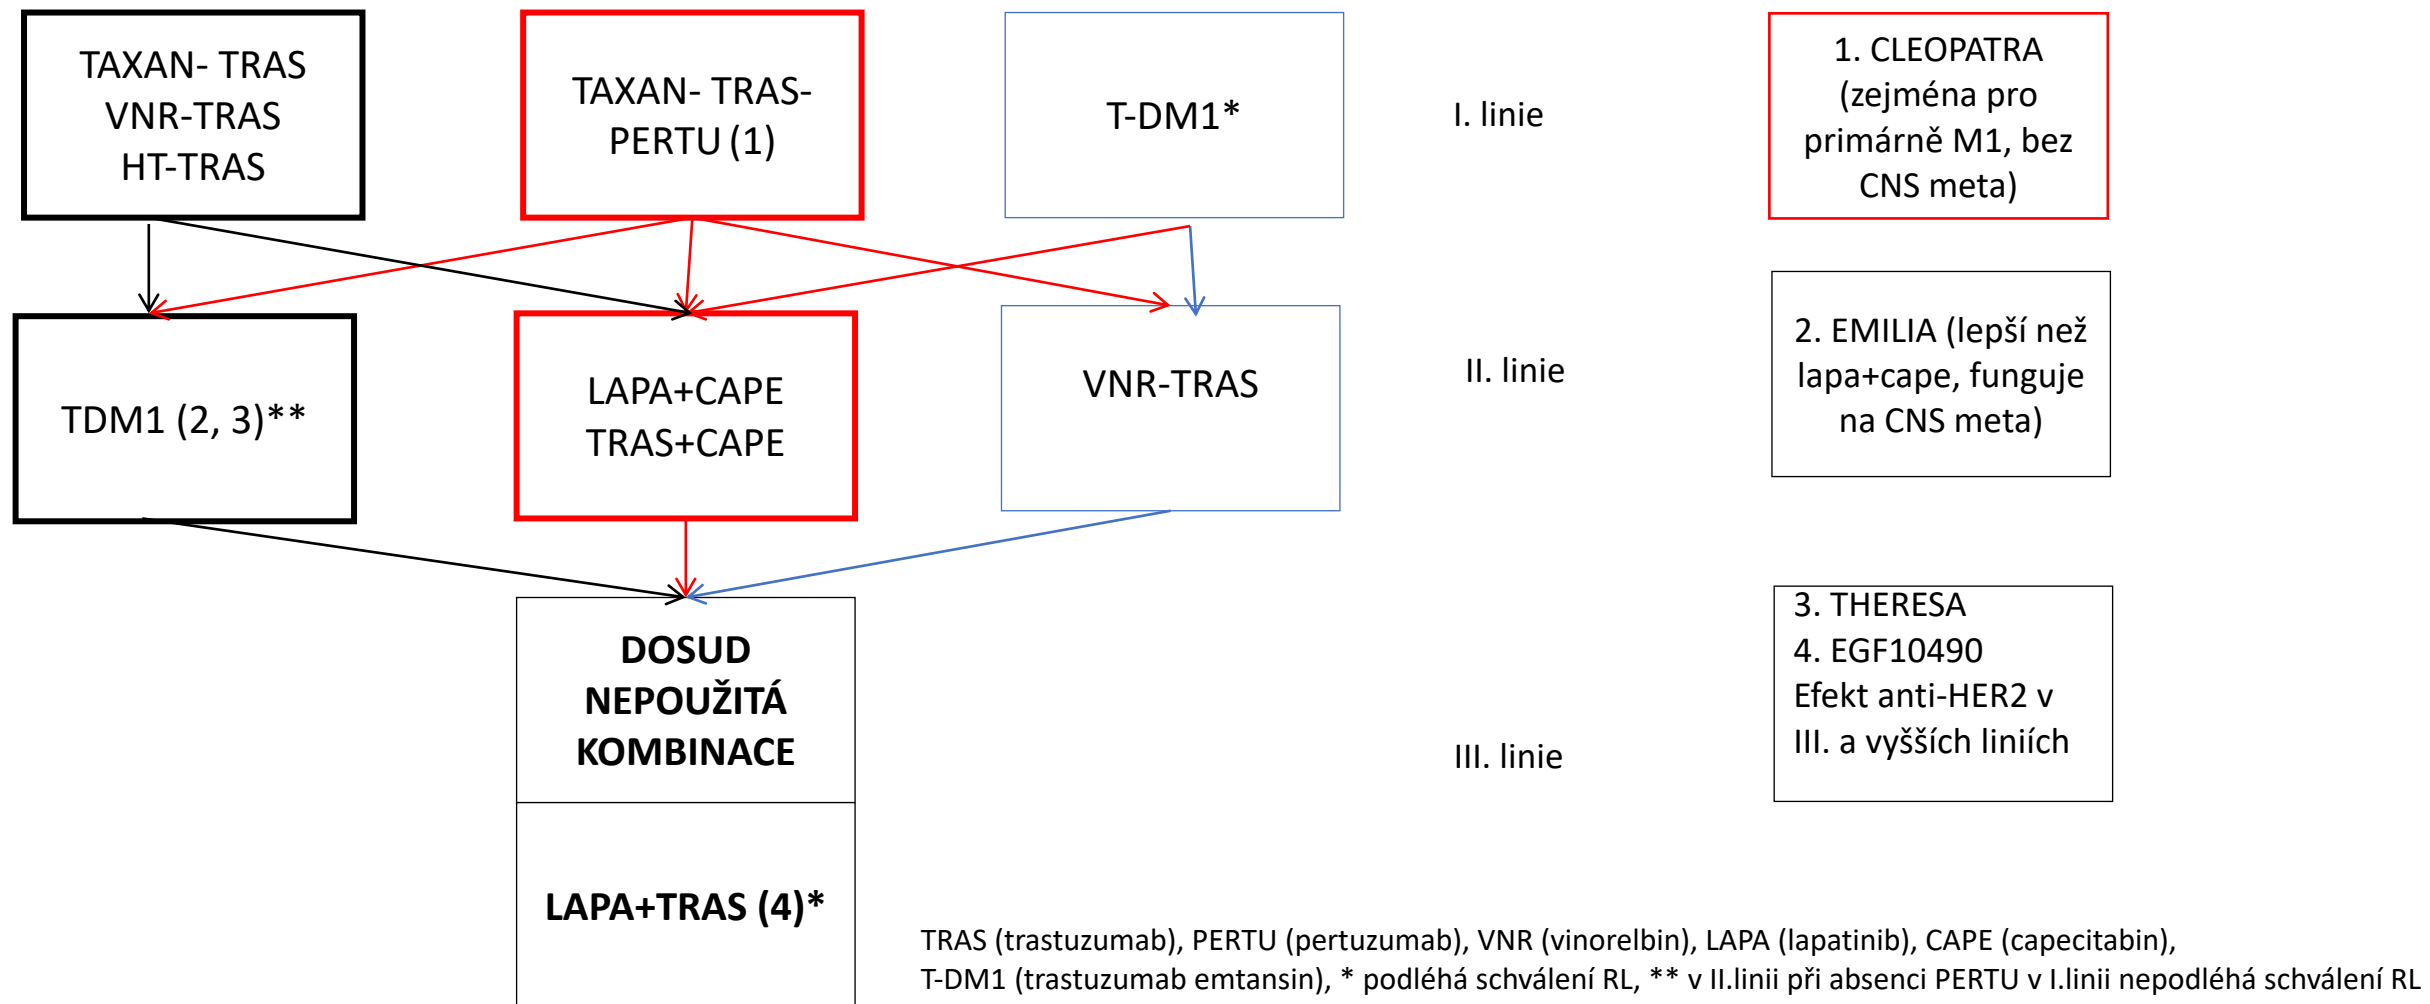 TAXAN- TRAS
VNR-TRAS
HT-TRAS
TAXAN- TRAS-
PERTU (1)
T-DM1*
I. linie
1. CLEOPATRA
(zejména pro
primárně M1, bez
CNS meta)
TDM1 (2, 3)**
LAPA+CAPE
TRAS+CAPE
VNR-TRAS
II. linie
2. EMILIA (lepší než
lapa+cape, funguje
na CNS meta)
DOSUD
NEPOUŽITÁ
KOMBINACE
LAPA+TRAS (4)*
III. linie
3. THERESA
4. EGF10490
Efekt anti-HER2 v
III. a vyšších liniích
TRAS (trastuzumab), PERTU (pertuzumab), VNR (vinorelbin), LAPA (lapatinib), CAPE (capecitabin),
T-DM1 (trastuzumab emtansin), * podléhá schválení RL, ** v II.linii při absenci PERTU v I.linii nepodléhá schválení RL